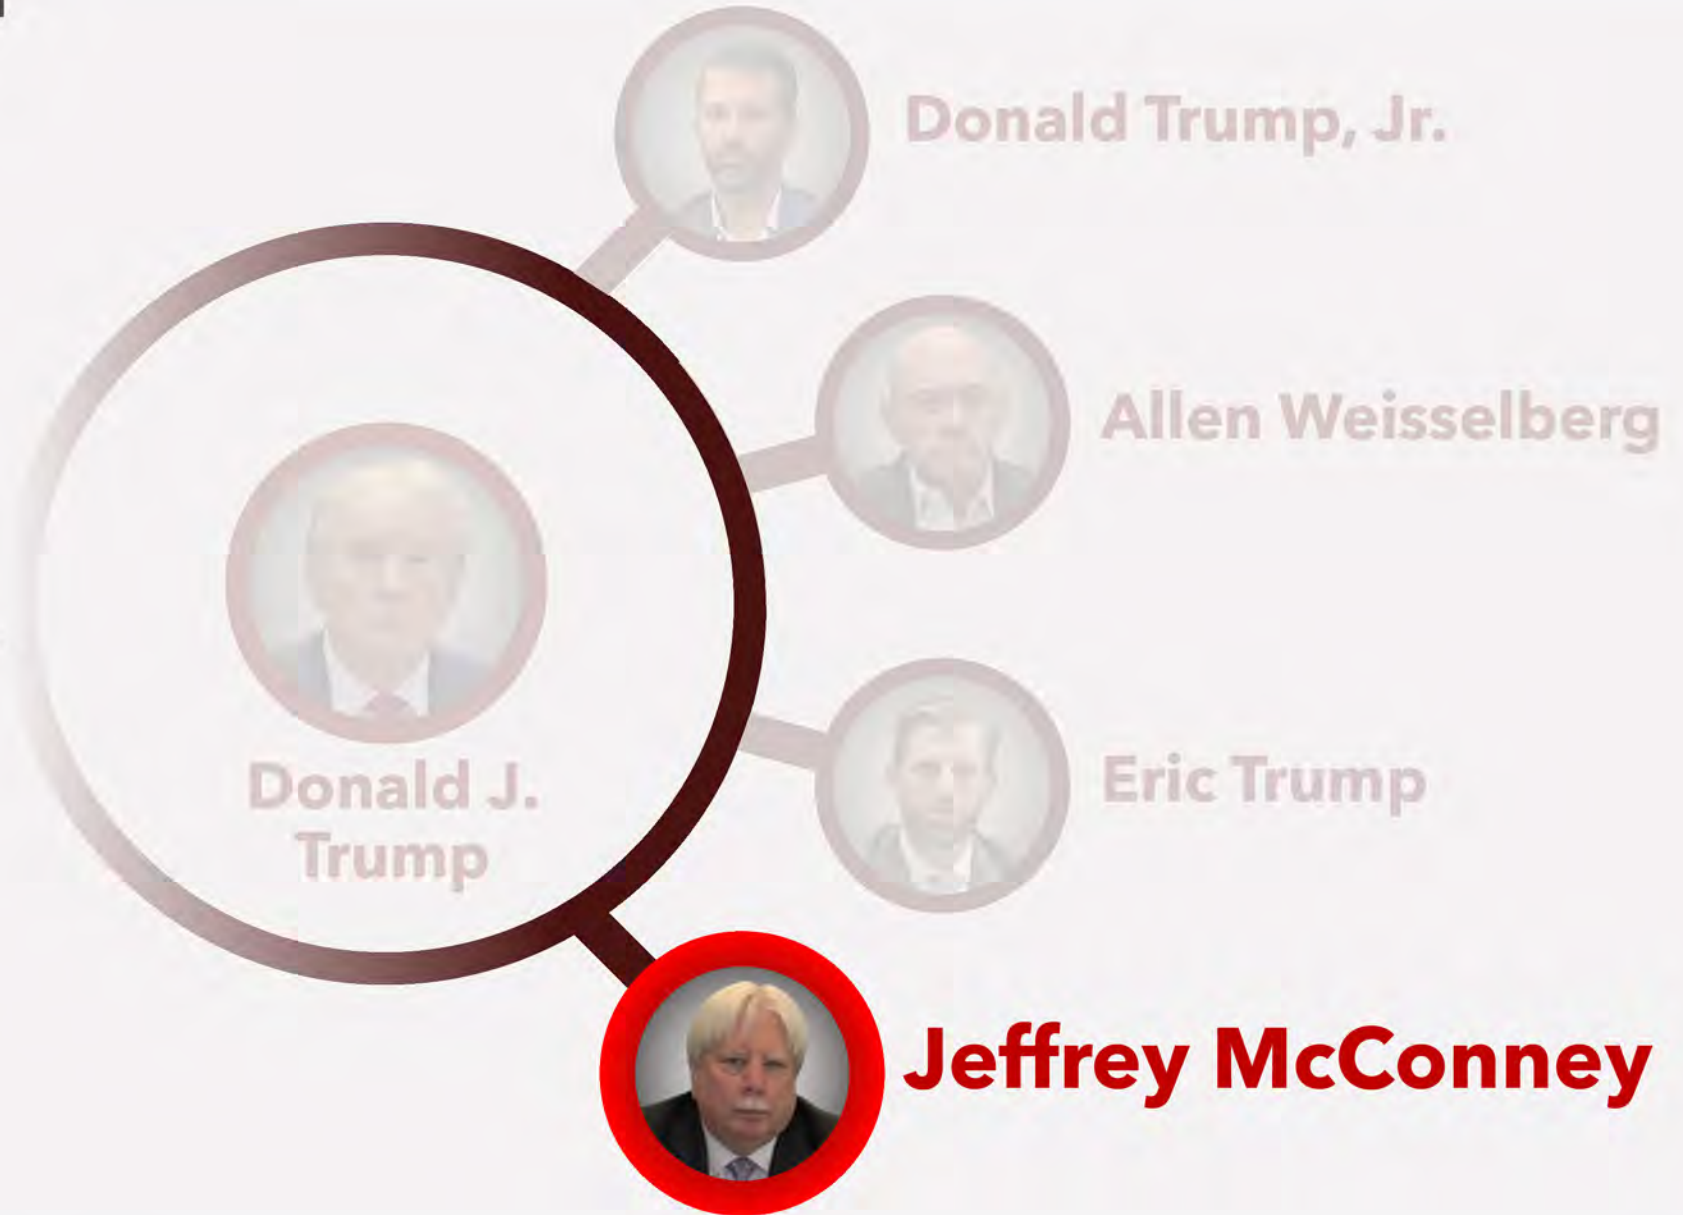 Donald Trump, Jr.
Allen Weisselberg
Donald J.
Trump
Eric Trump
Jeffrey McConney